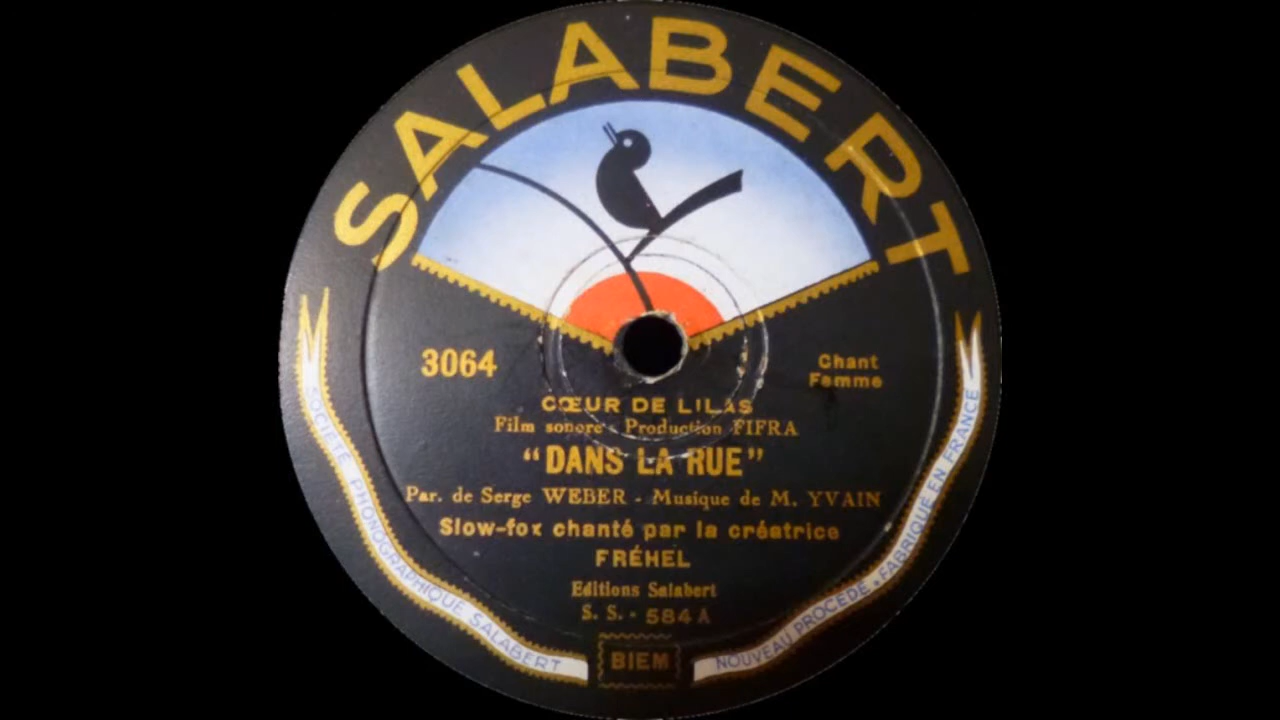 SALABERT
3064
Chant
Femme
CŒUR DE LILAS
Film sonore - Production FIFRA
“DANS LA RUE”
Par. de Serge WEBER - Musique de M. YVAIN
Slow-fox chanté par la créatrice
FRÉHEL
Editions Salabert
S. S. - 584 A
SOCIÉTÉ PHONOGRAPHIQUE SALABERT
BIEM
NOUVEAU PROCÉDÉ • FABRIQUÉ EN FRANCE